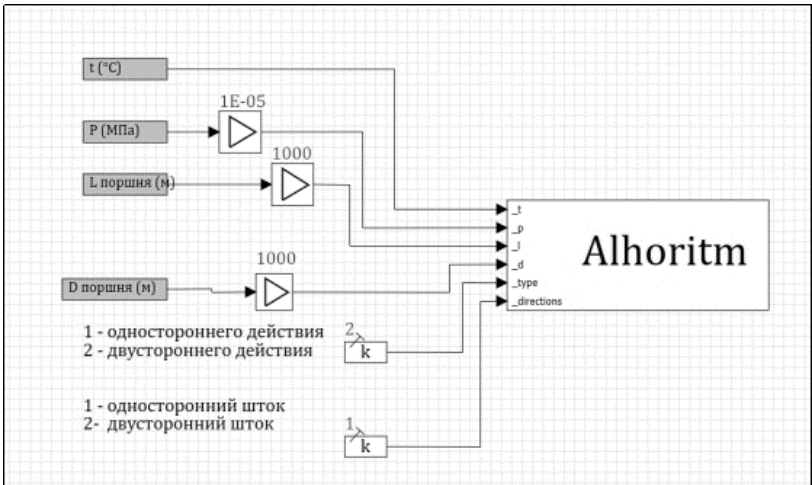 t (°C)
1E-05
P (МПа)
1000
L поршня (м)
_t
_p
_l
_d
_type
_directions
Alhoritm
1000
D поршня (м)
1 - одностороннего действия
2 - двустороннего действия
2
k
1 - односторонний шток
2- двусторонний шток
1
k